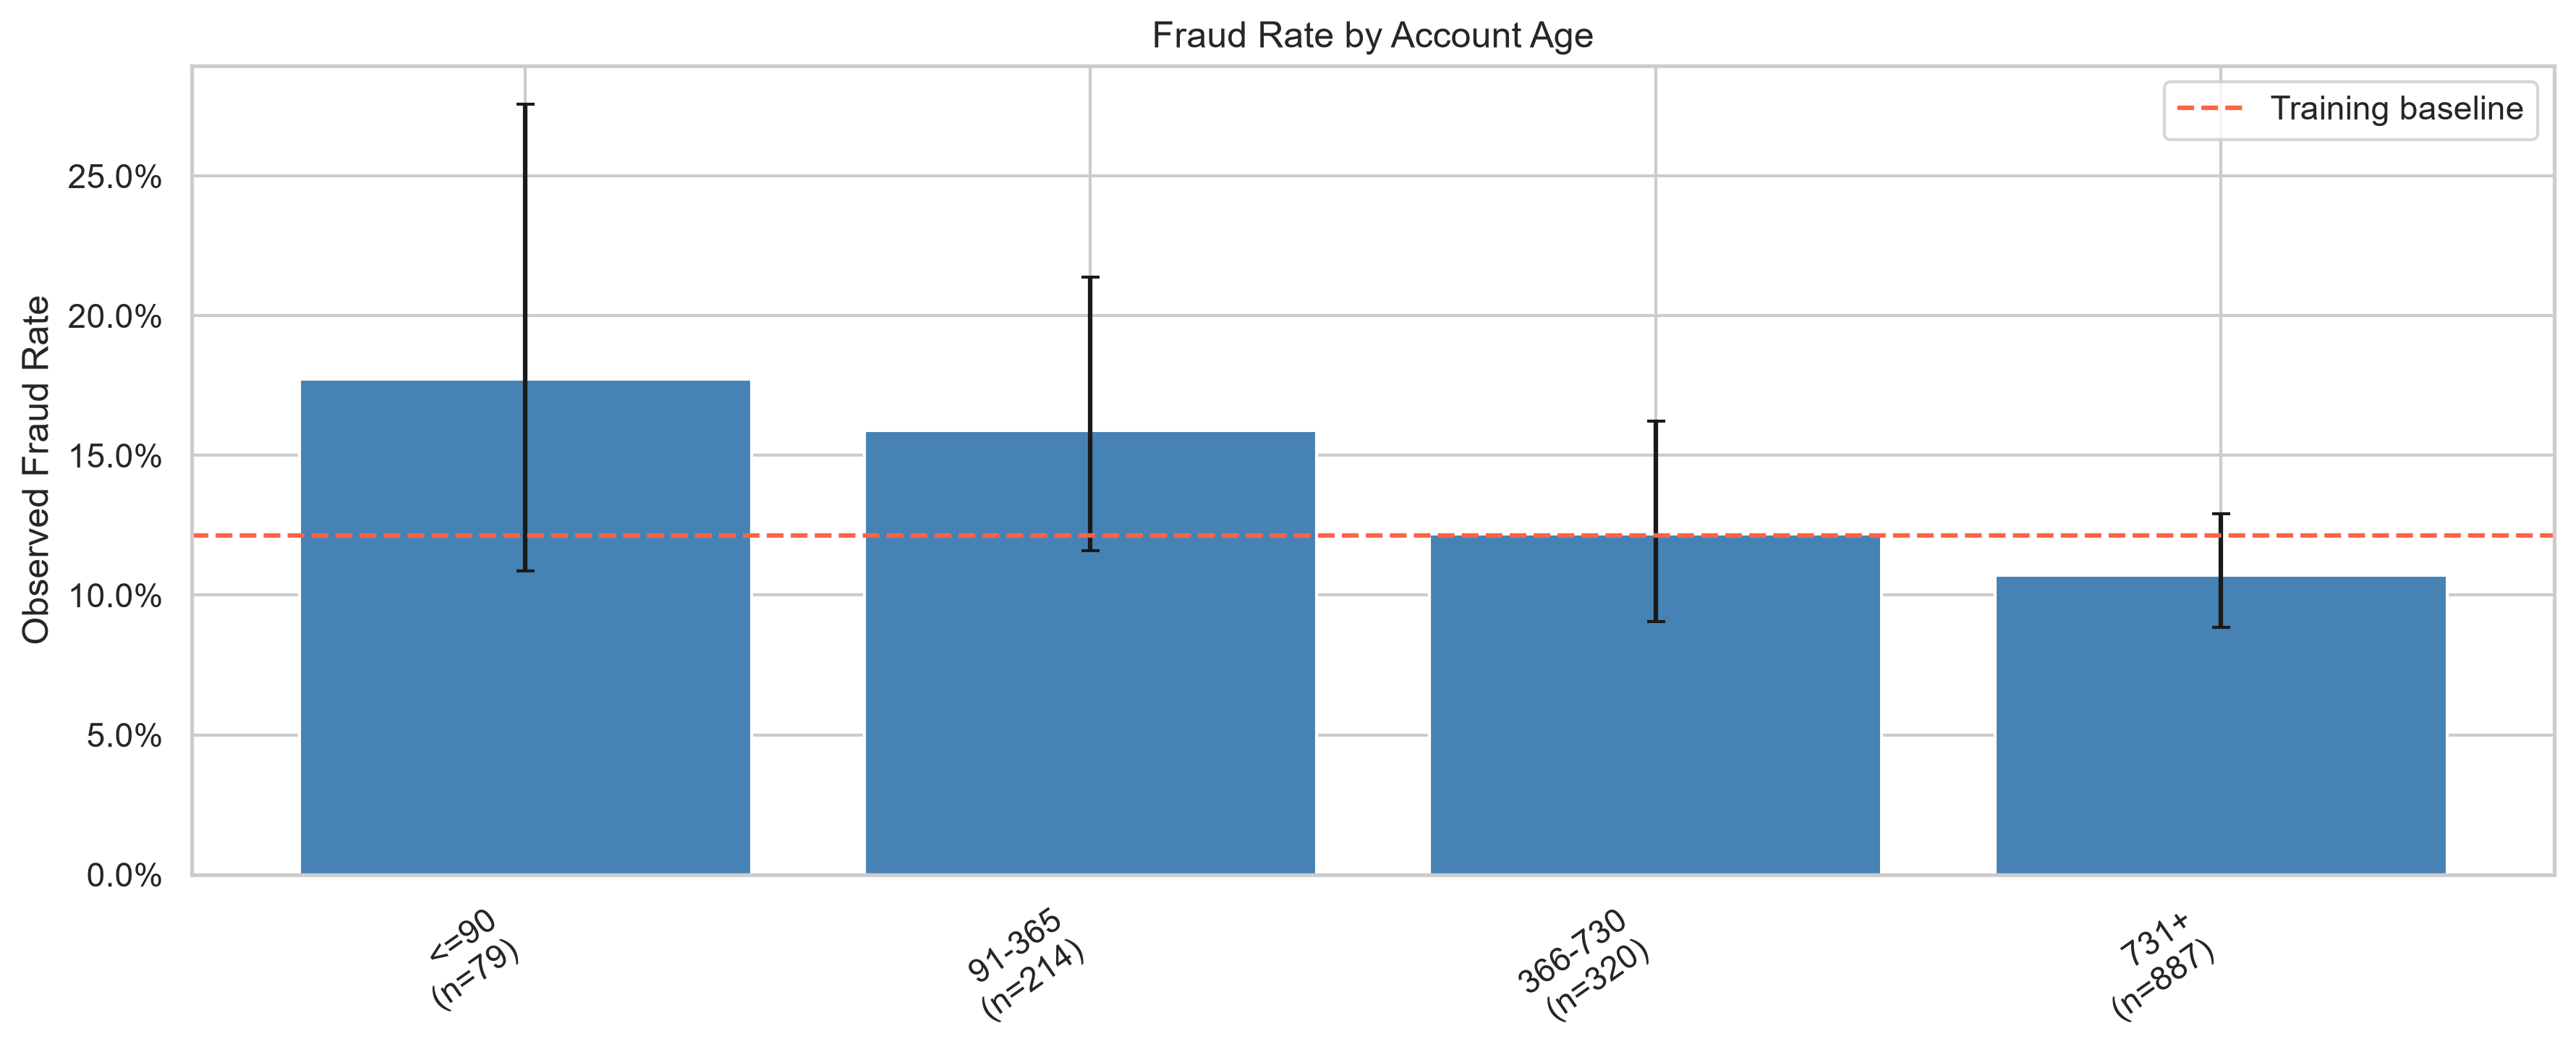 Fraud Rate by Account Age
Training baseline
Observed Fraud Rate
25.0%
20.0%
15.0%
10.0%
5.0%
0.0%
<=90
(n=79)
91-365
(n=214)
366-730
(n=320)
731+
(n=887)